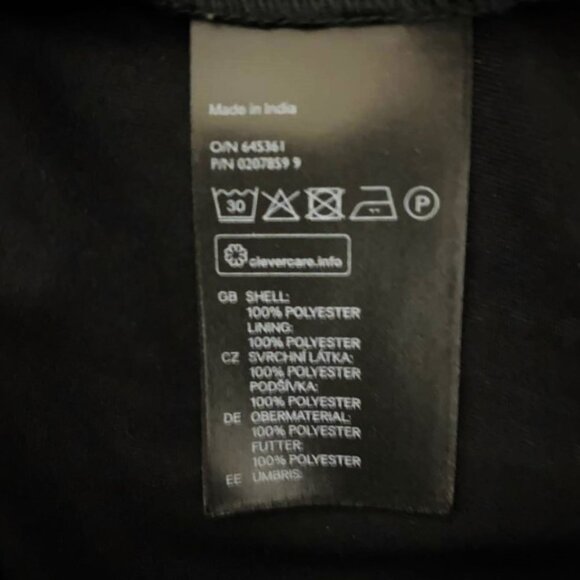 Made in India
O/N 645361
P/N 0207859 9
30 P
clevercare.info
GB SHELL:
100% POLYESTER
LINING:
100% POLYESTER
CZ SVRCHNÍ LÁTKA:
100% POLYESTER
PODŠÍVKA:
100% POLYESTER
DE OBERMATERIAL:
100% POLYESTER
FUTTER:
100% POLYESTER
EE ÜMBRIS: